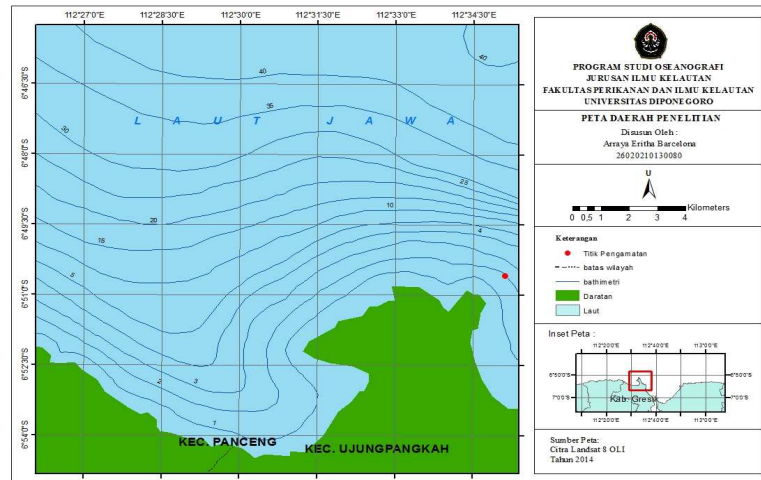 112°27'0"E 112°28'30"E 112°30'0"E 112°31'30"E 112°33'0"E 112°34'30"E
6°46'30"S
6°48'0"S
6°49'30"S
6°51'0"S
6°52'30"S
6°54'0"S
40
40
35
30
LAUT JAWA
25
20
15
10
5
4
3
2
1
KEC. PANCENG
KEC. UJUNGPANGKAH
PROGRAM STUDI OSEANOGRAFI
JURUSAN ILMU KELAUTAN
FAKULTAS PERIKANAN DAN ILMU KELAUTAN
UNIVERSITAS DIPONEGORO
PETA DAERAH PENELITIAN
Disusun Oleh :
Arraya Eritha Barcelona
26020210130080
U
Kilometers
0 0,5 1 2 3 4
Keterangan
Titik Pengamatan
batas wilayah
bathimetri
Daratan
Laut
Inset Peta :
112°20'0"E 112°40'0"E 113°0'0"E
6°50'0"S 6°50'0"S
7°0'0"S 7°0'0"S
Kab. Gresik
Sumber Peta:
Citra Landsat 8 OLI
Tahun 2014